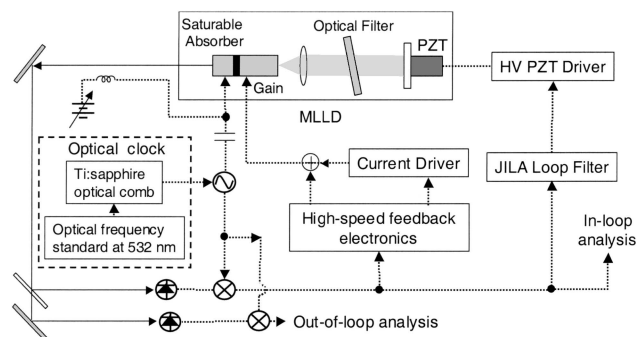 Saturable
Absorber
Optical Filter
PZT
Gain
MLLD
HV PZT Driver
Optical clock
Ti:sapphire
optical comb
Optical frequency
standard at 532 nm
Current Driver
JILA Loop Filter
High-speed feedback
electronics
In-loop
analysis
Out-of-loop analysis